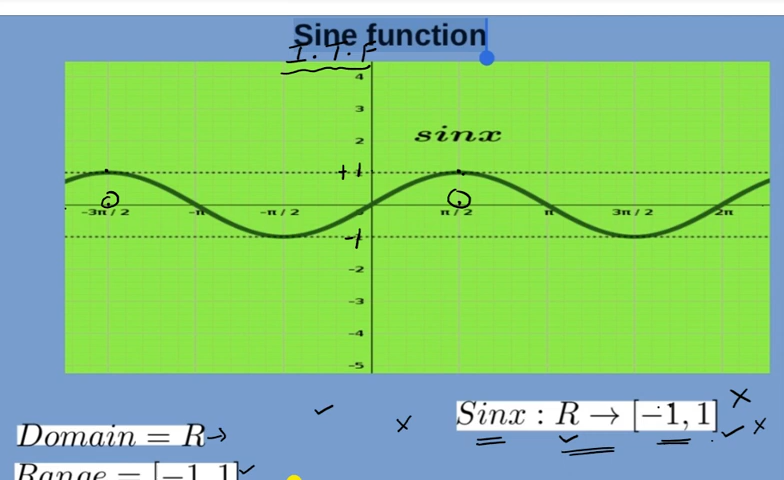 Sine function
I.T.F
4
3
2
sinx
+1
-3π / 2 -π -π / 2 π / 2 π 3π / 2 2π
-1
-2
-3
-4
-5
Sinx : R → [-1, 1]
Domain = R →
Range = [-1, 1]